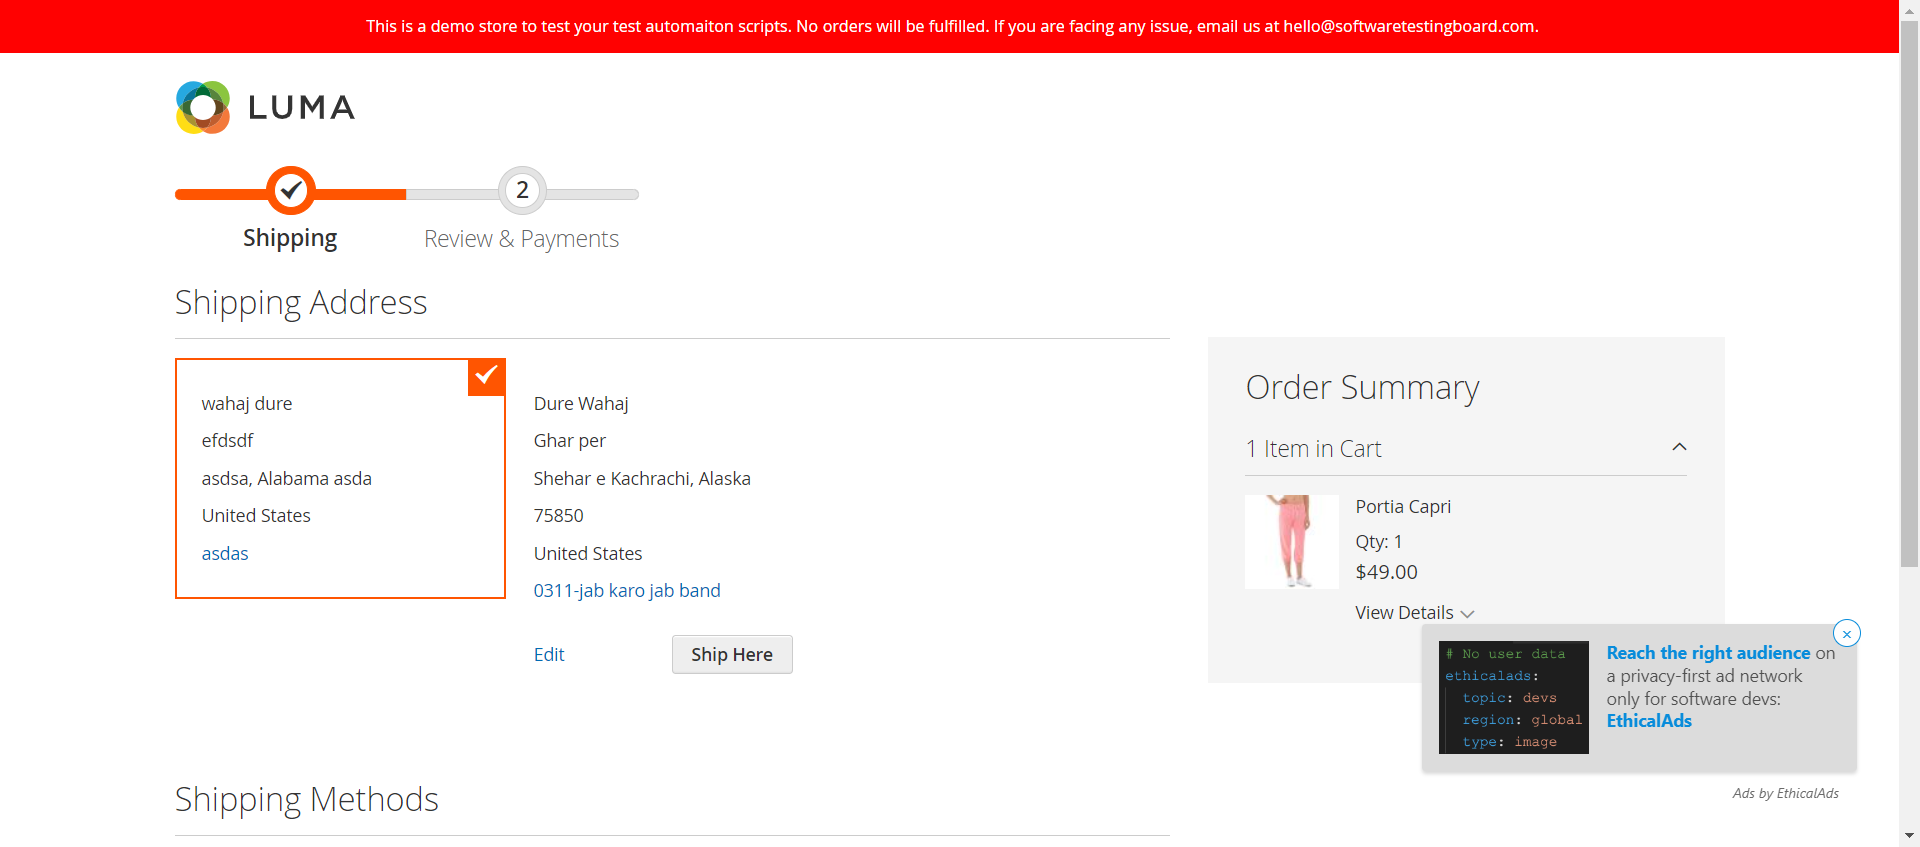 This is a demo store to test your test automaiton scripts. No orders will be fulfilled. If you are facing any issue, email us at hello@softwaretestingboard.com.
LUMA
2
Shipping
Review & Payments
Shipping Address
wahaj dure
efdsdf
asdsa, Alabama asda
United States
asdas
Dure Wahaj
Ghar per
Shehar e Kachrachi, Alaska
75850
United States
0311-jab karo jab band
Edit
Ship Here
Order Summary
1 Item in Cart
Portia Capri
Qty: 1
$49.00
View Details
# No user data
ethicalads:
topic: devs
region: global
type: image
Reach the right audience on
a privacy-first ad network
only for software devs:
EthicalAds
Ads by EthicalAds
Shipping Methods